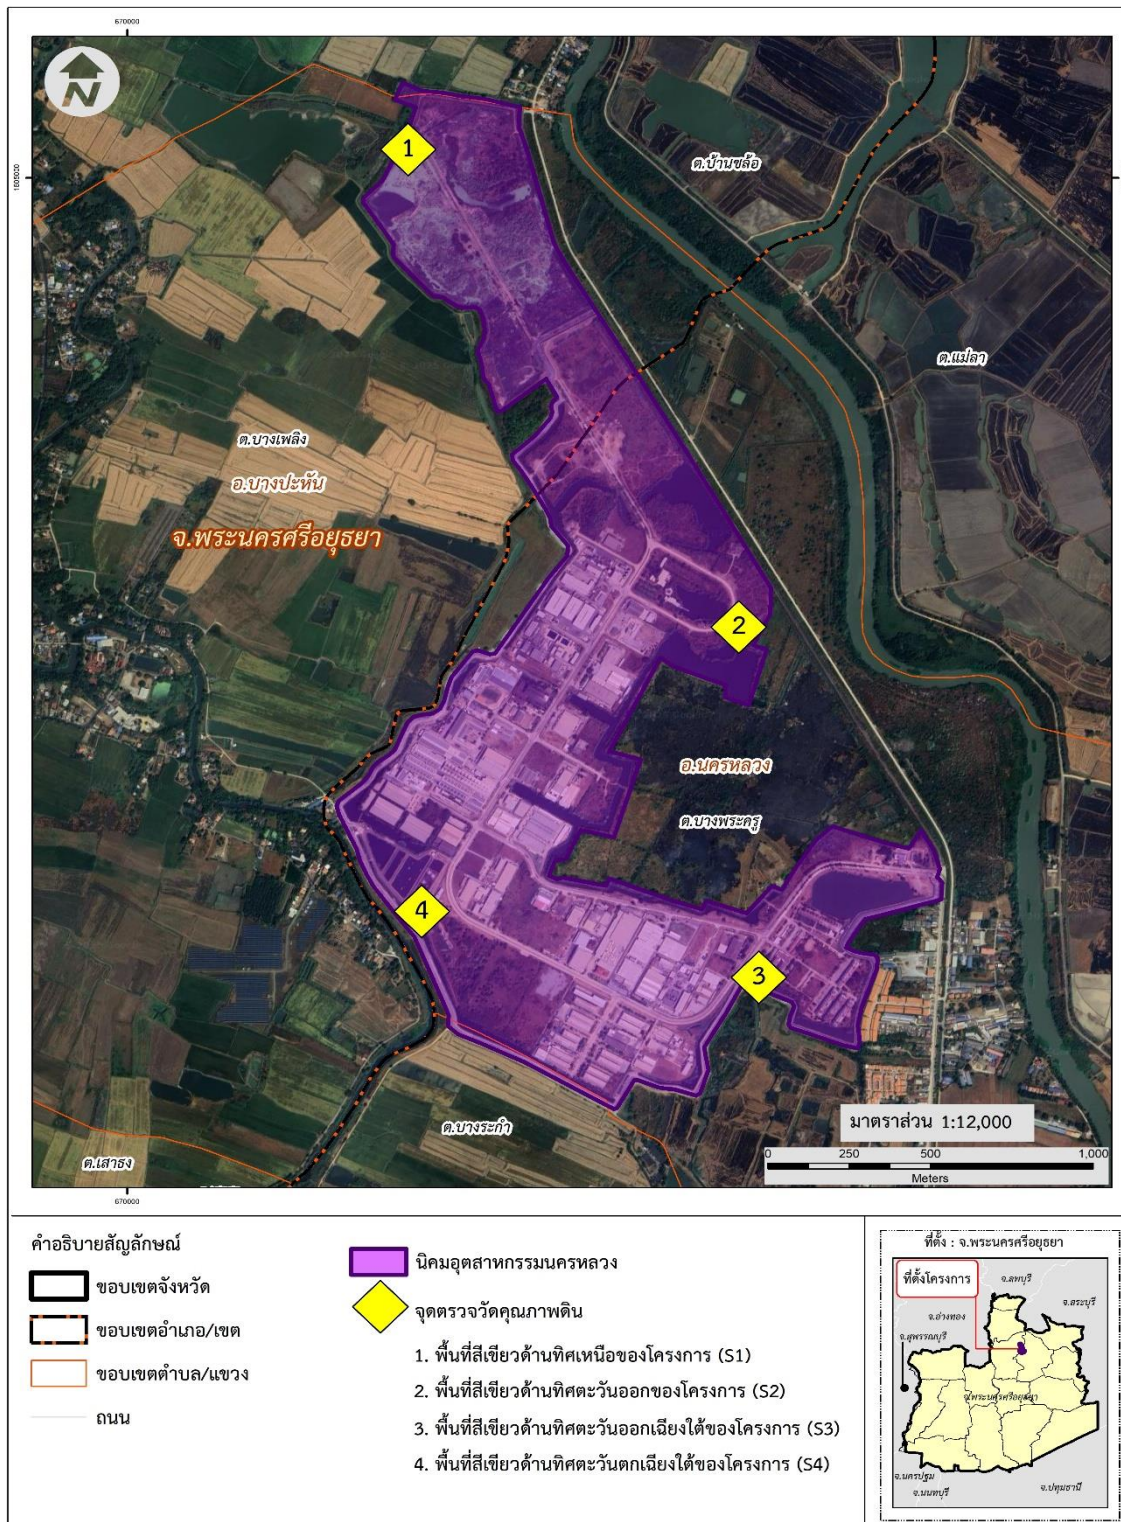 670000
N
1
1605000
ต.บ้านขล้อ
ต.แม่ลา
ต.บางเพลิง
อ.บางปะหัน
จ.พระนครศรีอยุธยา
2
อ.นครหลวง
ต.บางพระครู
4
3
มาตราส่วน 1:12,000
ต.บางระกำ
ต.เสาธง
0 250 500 1,000
Meters
670000
คำอธิบายสัญลักษณ์
ขอบเขตจังหวัด
ขอบเขตอำเภอ/เขต
ขอบเขตตำบล/แขวง
ถนน
นิคมอุตสาหกรรมนครหลวง
จุดตรวจวัดคุณภาพดิน
1. พื้นที่สีเขียวด้านทิศเหนือของโครงการ (S1)
2. พื้นที่สีเขียวด้านทิศตะวันออกของโครงการ (S2)
3. พื้นที่สีเขียวด้านทิศตะวันออกเฉียงใต้ของโครงการ (S3)
4. พื้นที่สีเขียวด้านทิศตะวันตกเฉียงใต้ของโครงการ (S4)
ที่ตั้ง : จ.พระนครศรีอยุธยา
ที่ตั้งโครงการ
จ.ลพบุรี
จ.สระบุรี
จ.อ่างทอง
จ.สุพรรณบุรี
จ.พระนครศรีอยุธยา
จ.นครปฐม
จ.นนทบุรี
จ.ปทุมธานี